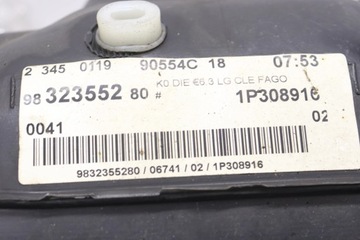 2 345 0119 90554C 18 07:53
K0 DIE €6.3 LG CLE FAGO
98 323552 80 # 1P308916
0041 02
9832355280 / 06741 / 02 / 1P308916